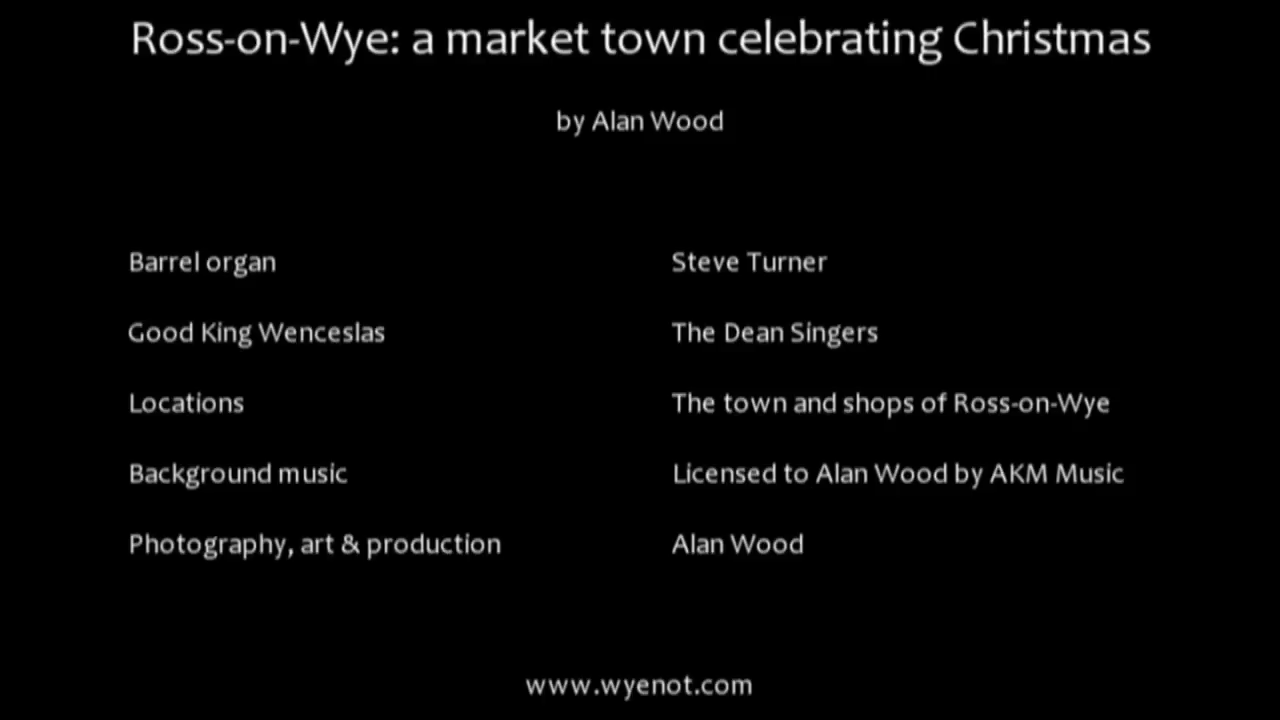 Ross-on-Wye: a market town celebrating Christmas
by Alan Wood
Barrel organ Steve Turner
Good King Wenceslas The Dean Singers
Locations The town and shops of Ross-on-Wye
Background music Licensed to Alan Wood by AKM Music
Photography, art & production Alan Wood
www.wyenot.com